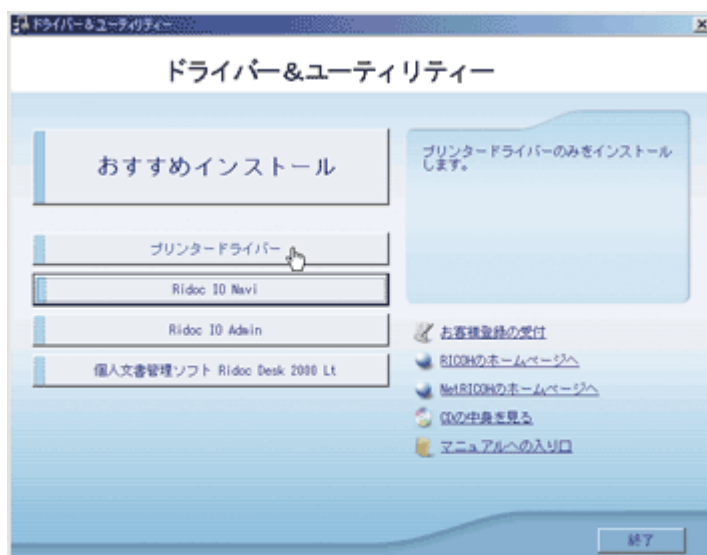 ドライバー&ユーティリティー
ドライバー&ユーティリティー
おすすめインストール
プリンタードライバー
Ridoc IO Navi
Ridoc IO Admin
個人文書管理ソフト Ridoc Desk 2000 Lt
プリンタードライバーのみをインストール
します。
お客様登録の受付
RICOHのホームページへ
NetRICOHのホームページへ
CDの中身を見る
マニュアルへの入り口
終了